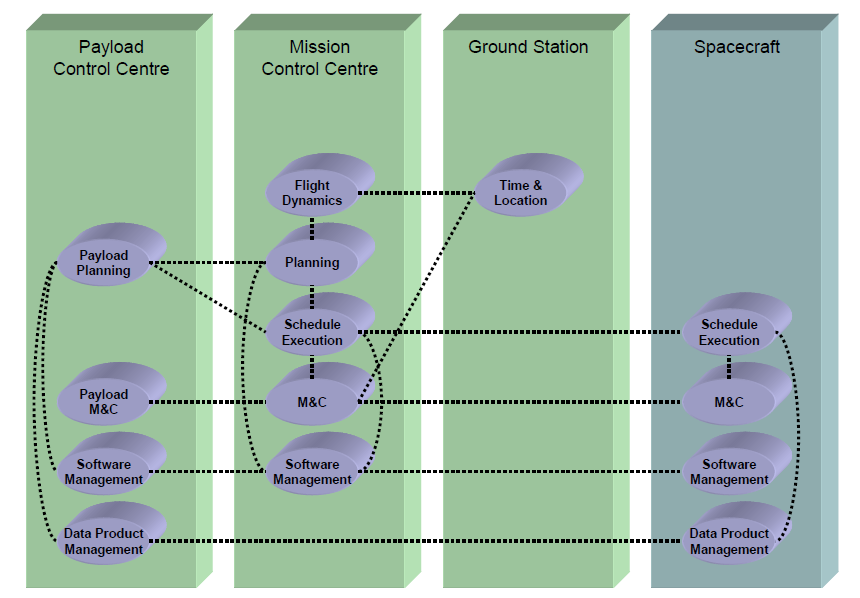 Payload
Control Centre
Mission
Control Centre
Ground Station
Spacecraft
Flight
Dynamics
Time &
Location
Payload
Planning
Planning
Schedule
Execution
Schedule
Execution
Payload
M&C
M&C
M&C
Software
Management
Software
Management
Software
Management
Data Product
Management
Data Product
Management